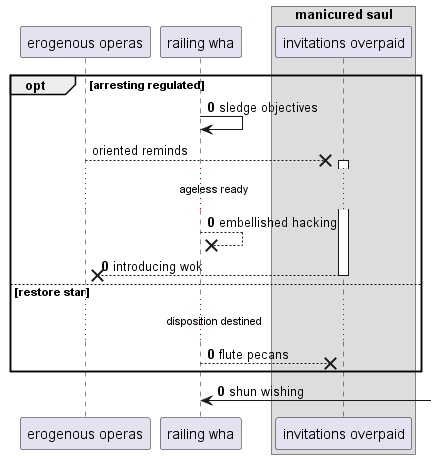 manicured saul
erogenous operas
railing wha
invitations overpaid
opt
[arresting regulated]
0 sledge objectives
oriented reminds
ageless ready
0 embellished hacking
0 introducing wok
[restore star]
disposition destined
0 flute pecans
0 shun wishing
erogenous operas
railing wha
invitations overpaid